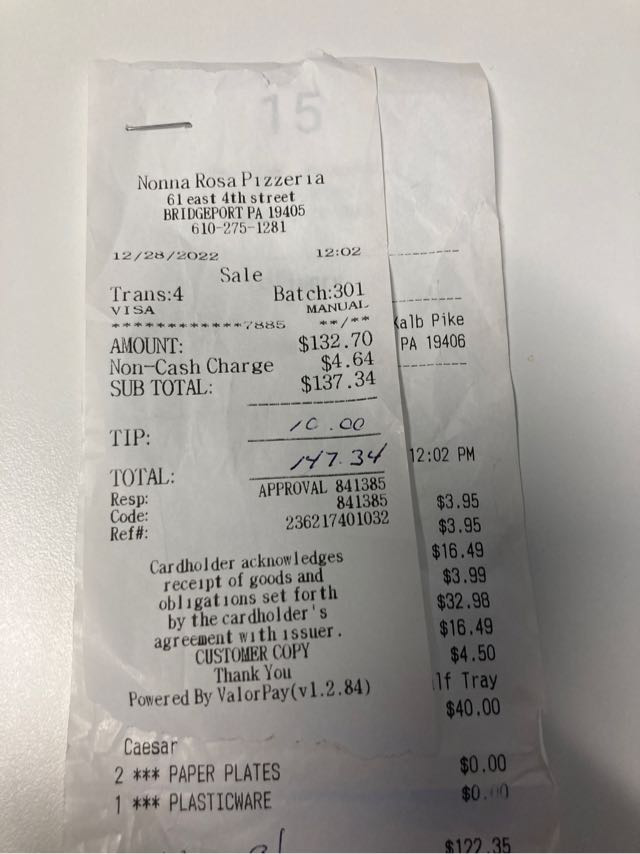 15
Nonna Rosa Pizzeria
61 east 4th street
BRIDGEPORT PA 19405
610-275-1281
12/28/2022 12:02
Sale
Trans:4 Batch:301
VISA MANUAL
************7885 **/**
AMOUNT: $132.70
Non-Cash Charge $4.64
SUB TOTAL: $137.34
TIP: 10.00
TOTAL: 147.34
APPROVAL 841385
Resp: 841385
Code: 236217401032
Ref#:
Cardholder acknowledges
receipt of goods and
obligations set forth
by the cardholder's
agreement with issuer.
CUSTOMER COPY
Thank You
Powered By ValorPay(v1.2.84)
kalb Pike
PA 19406
12:02 PM
$3.95
$3.95
$16.49
$3.99
$32.98
$16.49
$4.50
lf Tray
$40.00
Caesar
2 *** PAPER PLATES $0.00
1 *** PLASTICWARE $0.00
$122.35